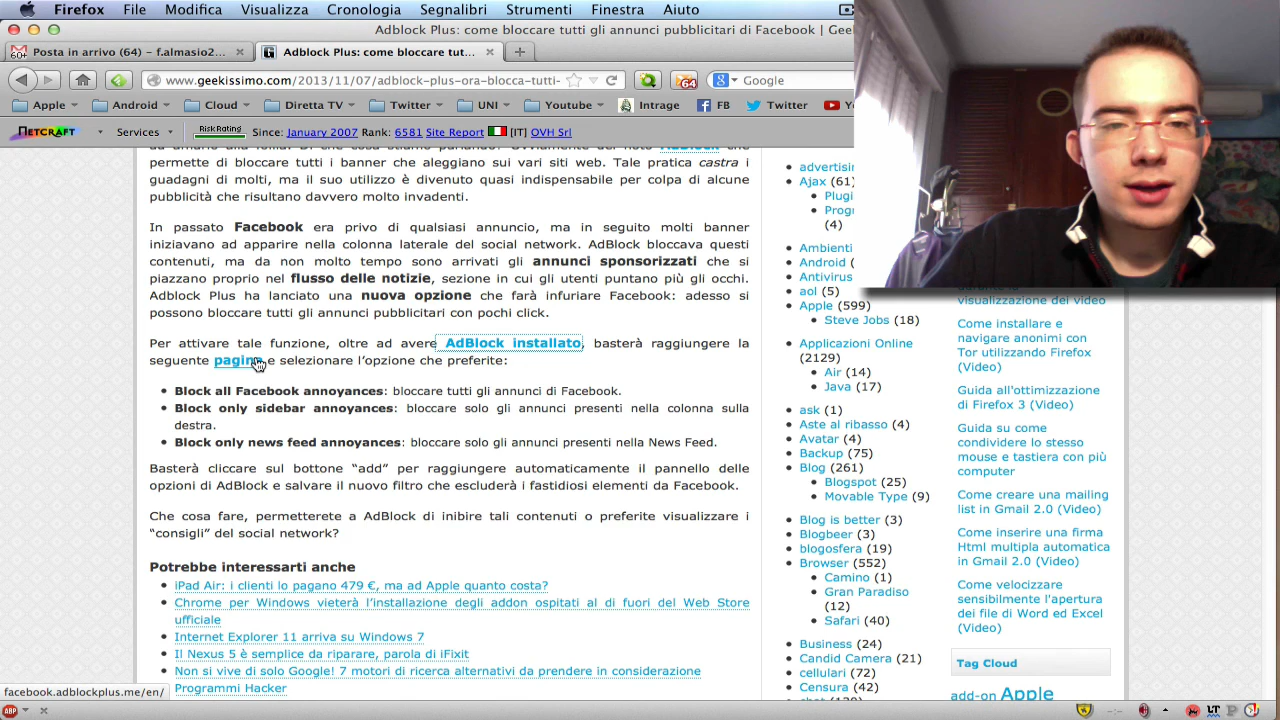 Firefox File Modifica Visualizza Cronologia Segnalibri Strumenti Finestra Aiuto
Adblock Plus: come bloccare tutti gli annunci pubblicitari di Facebook | Gee
Posta in arrivo (64) – f.almasio2...
Adblock Plus: come bloccare tut...
www.geekissimo.com/2013/11/07/adblock-plus-ora-blocca-tutti-
64
Google
Apple Android Cloud Diretta TV Twitter UNI Youtube Intrage FB Twitter
NETCRAFT Services Risk Rating Since: January 2007 Rank: 6581 Site Report [IT] OVH Srl
permette di bloccare tutti i banner che aleggiano sui vari siti web. Tale pratica castra i
guadagni di molti, ma il suo utilizzo è divenuto quasi indispensabile per colpa di alcune
pubblicità che risultano davvero molto invadenti.
In passato Facebook era privo di qualsiasi annuncio, ma in seguito molti banner
iniziavano ad apparire nella colonna laterale del social network. AdBlock bloccava questi
contenuti, ma da non molto tempo sono arrivati gli annunci sponsorizzati che si
piazzano proprio nel flusso delle notizie, sezione in cui gli utenti puntano più gli occhi.
Adblock Plus ha lanciato una nuova opzione che farà infuriare Facebook: adesso si
possono bloccare tutti gli annunci pubblicitari con pochi click.
Per attivare tale funzione, oltre ad avere AdBlock installato, basterà raggiungere la
seguente pagina e selezionare l’opzione che preferite:
Block all Facebook annoyances: bloccare tutti gli annunci di Facebook.
Block only sidebar annoyances: bloccare solo gli annunci presenti nella colonna sulla
destra.
Block only news feed annoyances: bloccare solo gli annunci presenti nella News Feed.
Basterà cliccare sul bottone “add” per raggiungere automaticamente il pannello delle
opzioni di AdBlock e salvare il nuovo filtro che escluderà i fastidiosi elementi da Facebook.
Che cosa fare, permetterete a AdBlock di inibire tali contenuti o preferite visualizzare i
“consigli” del social network?
Potrebbe interessarti anche
iPad Air: i clienti lo pagano 479 €, ma ad Apple quanto costa?
Chrome per Windows vieterà l’installazione degli addon ospitati al di fuori del Web Store
ufficiale
Internet Explorer 11 arriva su Windows 7
Il Nexus 5 è semplice da riparare, parola di iFixit
Non si vive di solo Google! 7 motori di ricerca alternativi da prendere in considerazione
Programmi Hacker
advertisin
Ajax (61)
Plugi
Progr
(4)
Ambienti
Android (
Antivirus
aol (5)
Apple (599)
Steve Jobs (18)
Applicazioni Online
(2129)
Air (14)
Java (17)
ask (1)
Aste al ribasso (4)
Avatar (4)
Backup (75)
Blog (261)
Blogspot (25)
Movable Type (9)
Blog is better (3)
Blogbeer (3)
blogosfera (19)
Browser (552)
Camino (1)
Gran Paradiso
(12)
Safari (40)
Business (24)
Candid Camera (21)
cellulari (72)
Censura (42)
visualizzazione dei video
Come installare e
navigare anonimi con
Tor utilizzando Firefox
(Video)
Guida all'ottimizzazione
di Firefox 3 (Video)
Guida su come
condividere lo stesso
mouse e tastiera con più
computer
Come creare una mailing
list in Gmail 2.0 (Video)
Come inserire una firma
Html multipla automatica
in Gmail 2.0 (Video)
Come velocizzare
sensibilmente l'apertura
dei file di Word ed Excel
(Video)
Tag Cloud
add-on Apple
facebook.adblockplus.me/en/
ABP